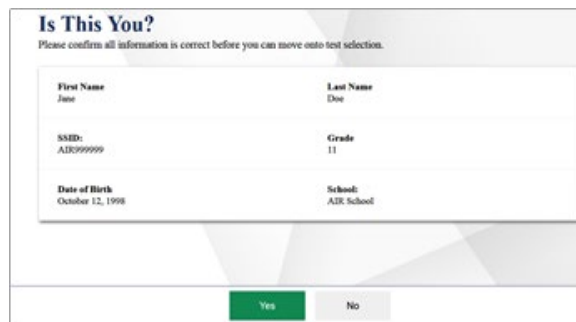 Is This You?
Please confirm all information is correct before you can move onto test selection.
First Name
Jane
Last Name
Doe
SSID:
AIR999999
Grade
11
Date of Birth
October 12, 1998
School:
AIR School
Yes
No